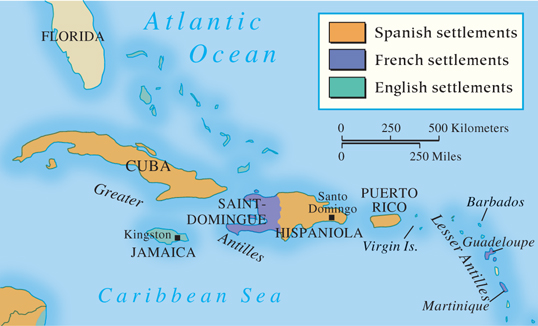 Atlantic
Ocean
FLORIDA
Spanish settlements
French settlements
English settlements
0 250 500 Kilometers
0 250 Miles
CUBA
Greater
Antilles
SAINT-
DOMINGUE
Santo
Domingo
HISPANIOLA
PUERTO
RICO
Virgin Is.
Barbados
Lesser Antilles
Guadeloupe
Martinique
Kingston
JAMAICA
Caribbean Sea